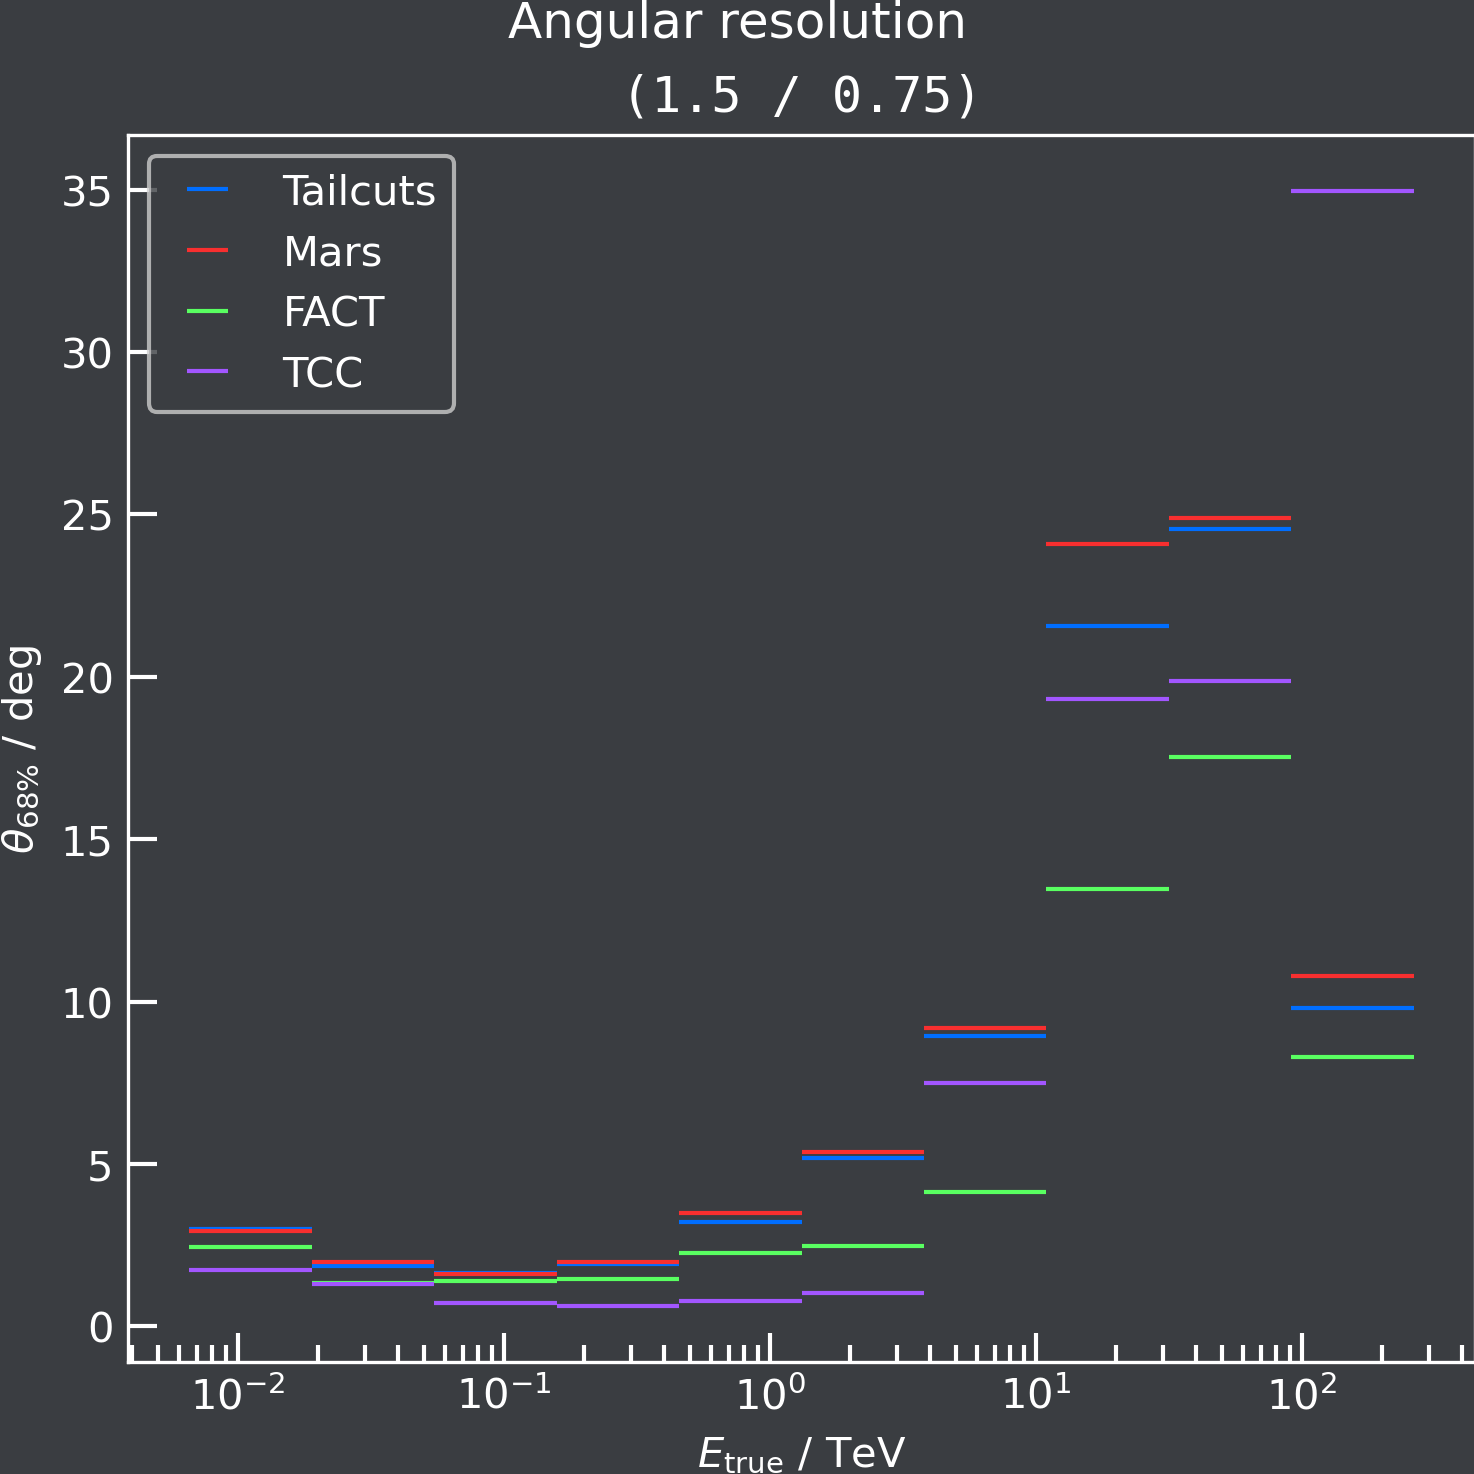 Angular resolution
(1.5 / 0.75)
Tailcuts
Mars
FACT
TCC
35
30
25
20
15
10
5
0
θ68% / deg
10⁻² 10⁻¹ 10⁰ 10¹ 10²
Etrue / TeV